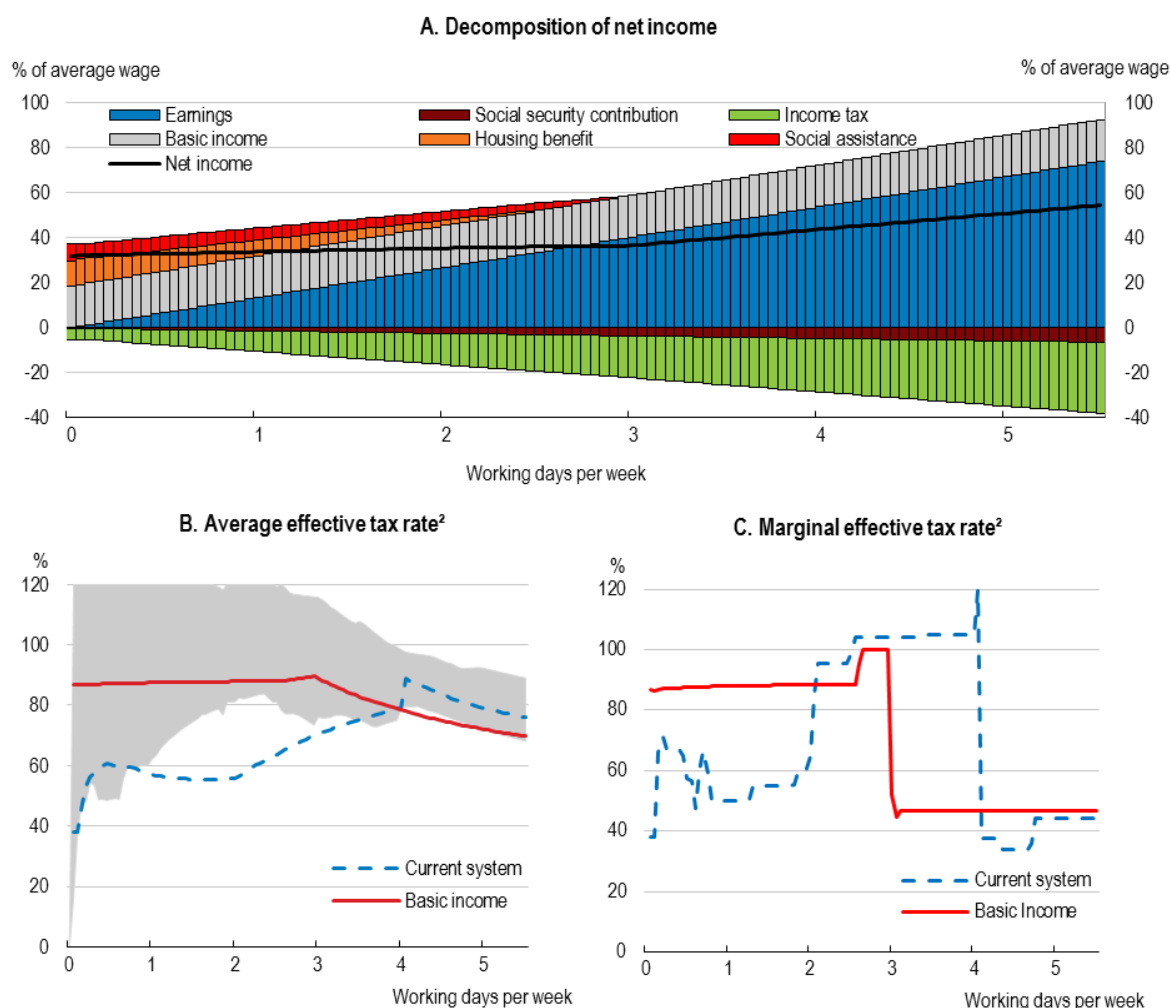 A. Decomposition of net income
% of average wage % of average wage
100 100
Earnings Social security contribution Income tax
Basic income Housing benefit Social assistance
80 80
Net income
60 60
40 40
20 20
0 0
-20 -20
-40 -40
0 1 2 3 4 5
Working days per week
B. Average effective tax rate²
%
120
100
80
60
40
Current system
Basic income
20
0
0 1 2 3 4 5
Working days per week
C. Marginal effective tax rate²
%
120
100
80
60
40
Current system
Basic Income
20
0
0 1 2 3 4 5
Working days per week